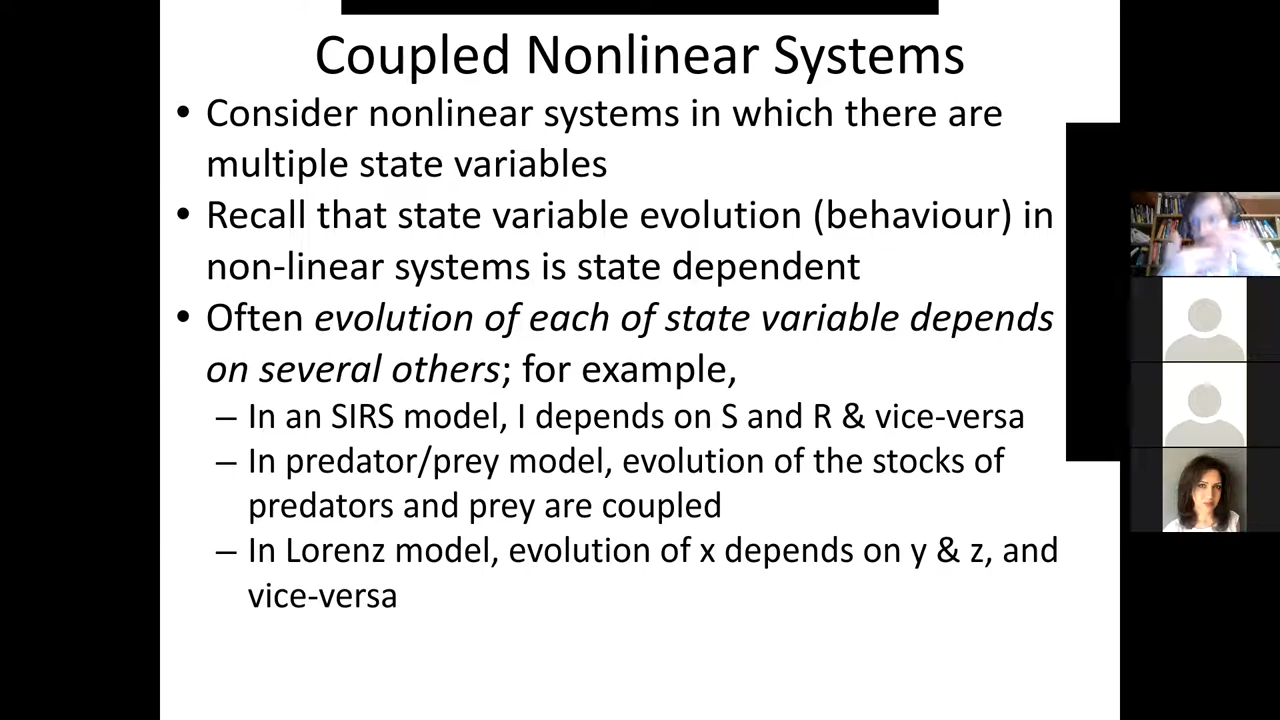 Coupled Nonlinear Systems
• Consider nonlinear systems in which there are
multiple state variables
• Recall that state variable evolution (behaviour) in
non-linear systems is state dependent
• Often evolution of each of state variable depends
on several others; for example,
– In an SIRS model, I depends on S and R & vice-versa
– In predator/prey model, evolution of the stocks of
predators and prey are coupled
– In Lorenz model, evolution of x depends on y & z, and
vice-versa